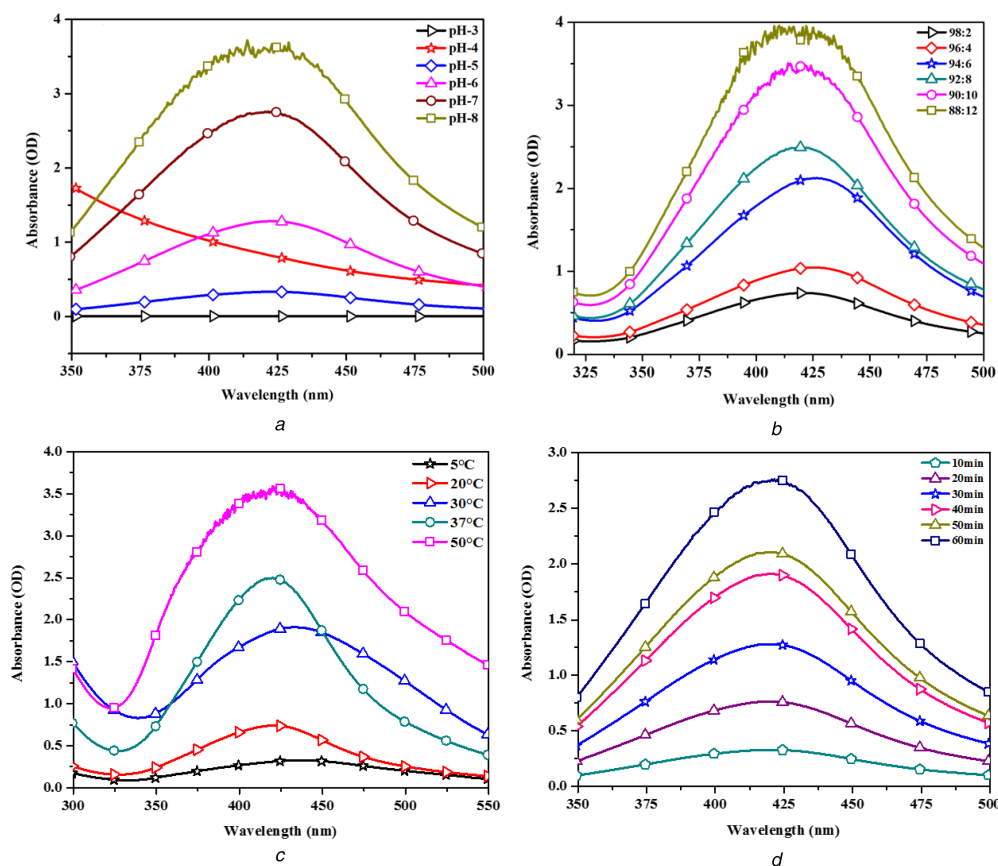 4
3
2
1
0
Absorbance (OD)
350 375 400 425 450 475 500
Wavelength (nm)
pH-3
pH-4
pH-5
pH-6
pH-7
pH-8
a
4
3
2
1
0
Absorbance (OD)
325 350 375 400 425 450 475 500
Wavelength (nm)
98:2
96:4
94:6
92:8
90:10
88:12
b
4.0
3.5
3.0
2.5
2.0
1.5
1.0
0.5
0.0
Absorbance (OD)
300 350 400 450 500 550
Wavelength (nm)
5°C
20°C
30°C
37°C
50°C
c
3.0
2.5
2.0
1.5
1.0
0.5
0.0
Absorbance (OD)
350 375 400 425 450 475 500
Wavelength (nm)
10min
20min
30min
40min
50min
60min
d